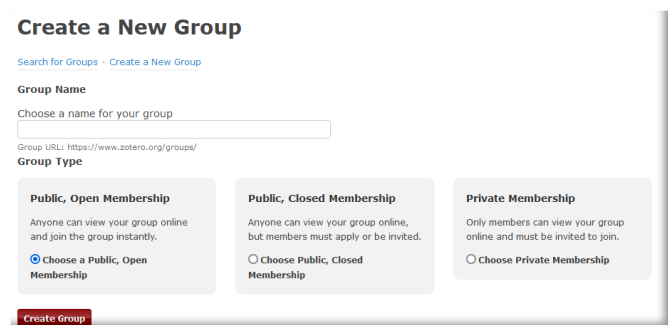 Create a New Group
Search for Groups · Create a New Group
Group Name
Choose a name for your group
Group URL: https://www.zotero.org/groups/
Group Type
Public, Open Membership
Anyone can view your group online
and join the group instantly.
Choose a Public, Open
Membership
Public, Closed Membership
Anyone can view your group online,
but members must apply or be invited.
Choose Public, Closed
Membership
Private Membership
Only members can view your group
online and must be invited to join.
Choose Private Membership
Create Group